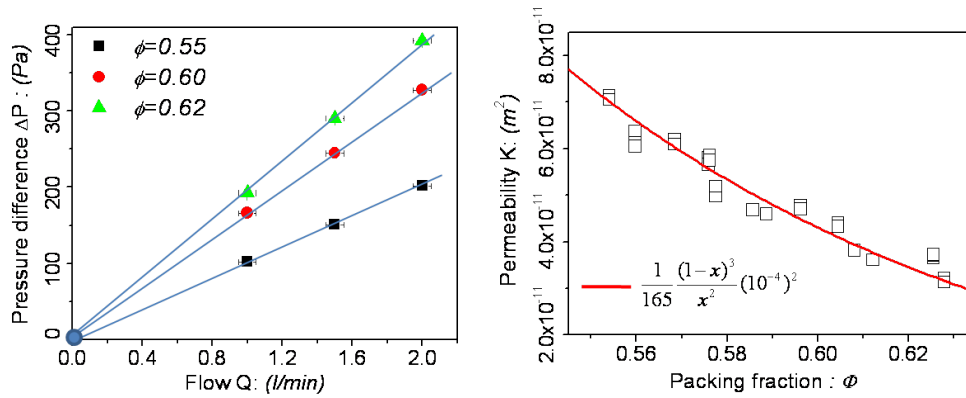 400
300
200
100
0
Pressure difference ΔP : (Pa)
ϕ=0.55
ϕ=0.60
ϕ=0.62
0.0 0.4 0.8 1.2 1.6 2.0
Flow Q: (l/min)
8.0x10⁻¹¹
6.0x10⁻¹¹
4.0x10⁻¹¹
2.0x10⁻¹¹
Permeability K: (m²)
1/165 (1-x)³/x² (10⁻⁴)²
0.56 0.58 0.60 0.62
Packing fraction : Φ